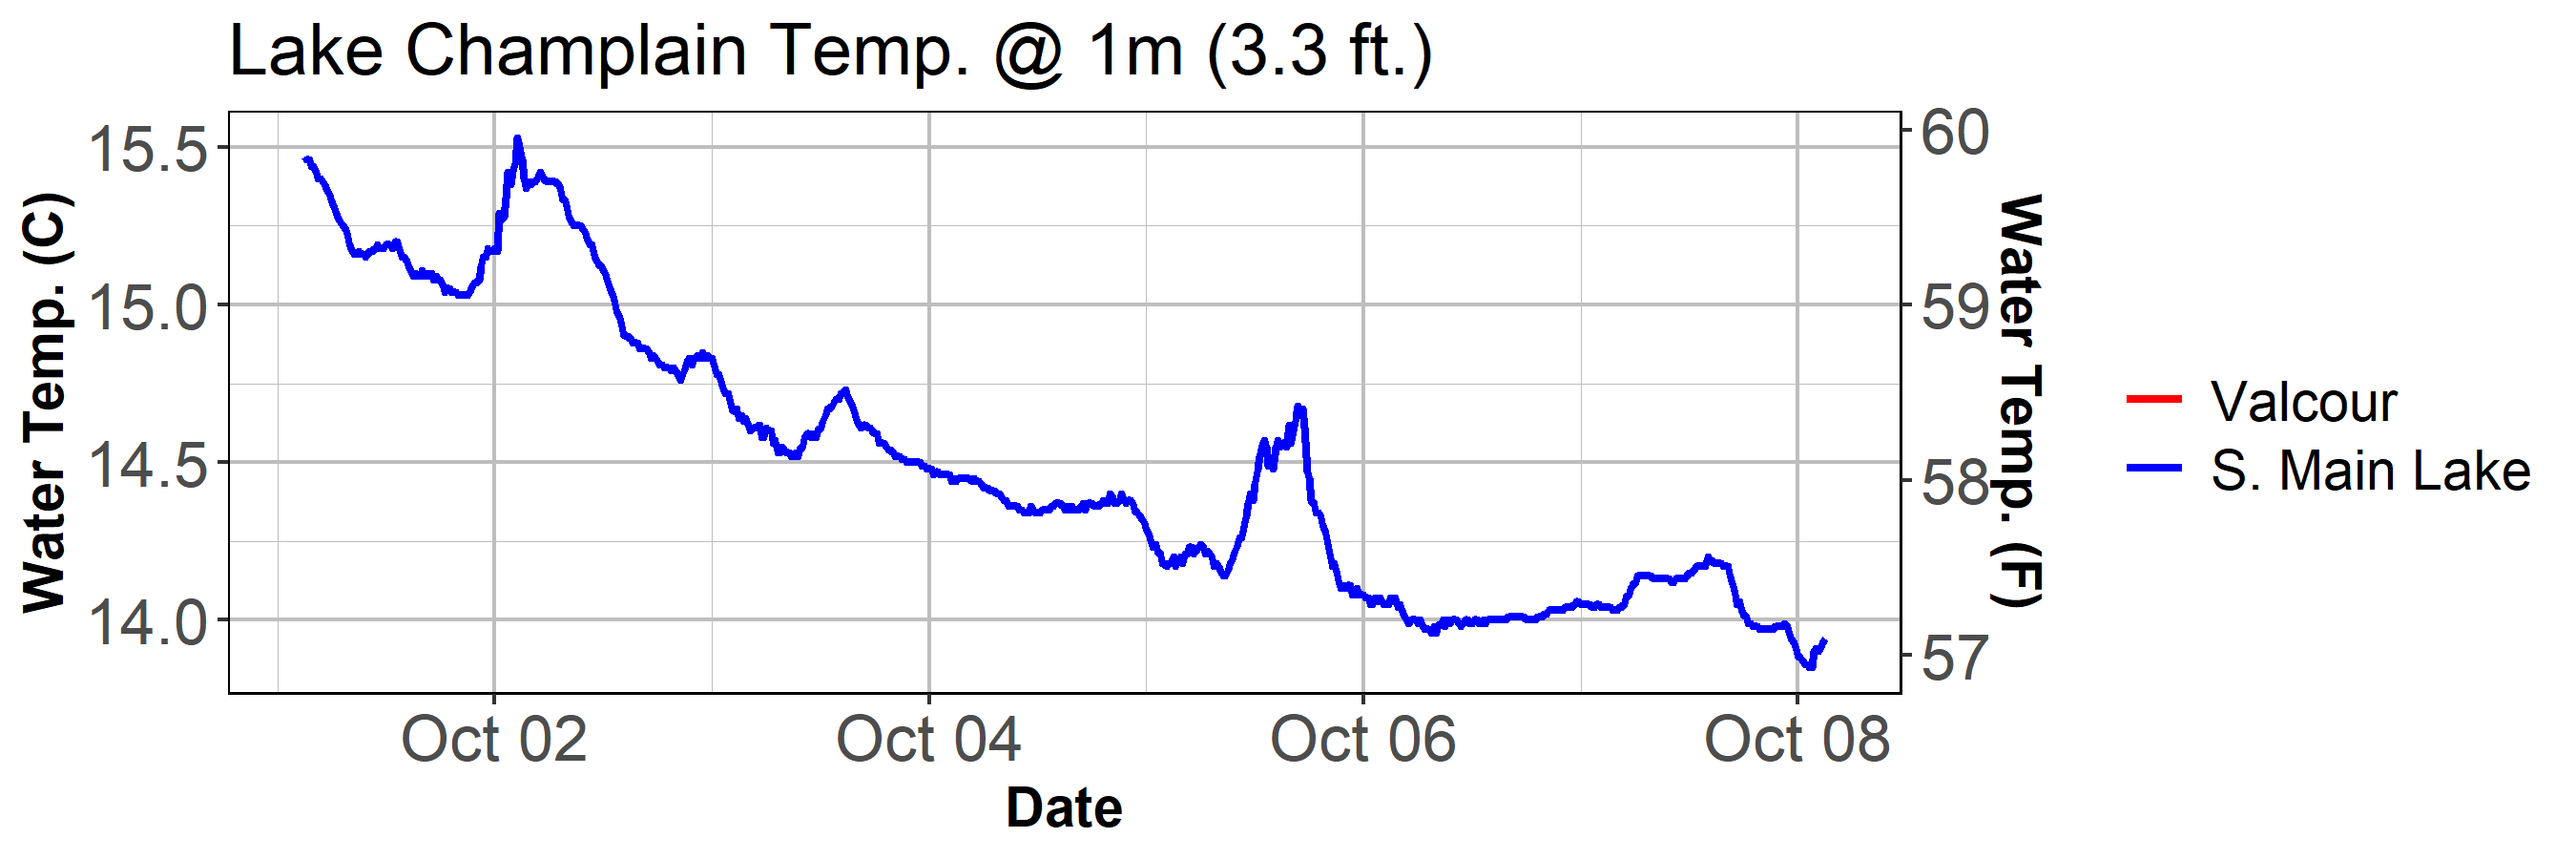 Lake Champlain Temp. @ 1m (3.3 ft.)
Water Temp. (C)
15.5
15.0
14.5
14.0
60
59
58
57
Water Temp. (F)
Oct 02
Oct 04
Oct 06
Oct 08
Date
Valcour
S. Main Lake